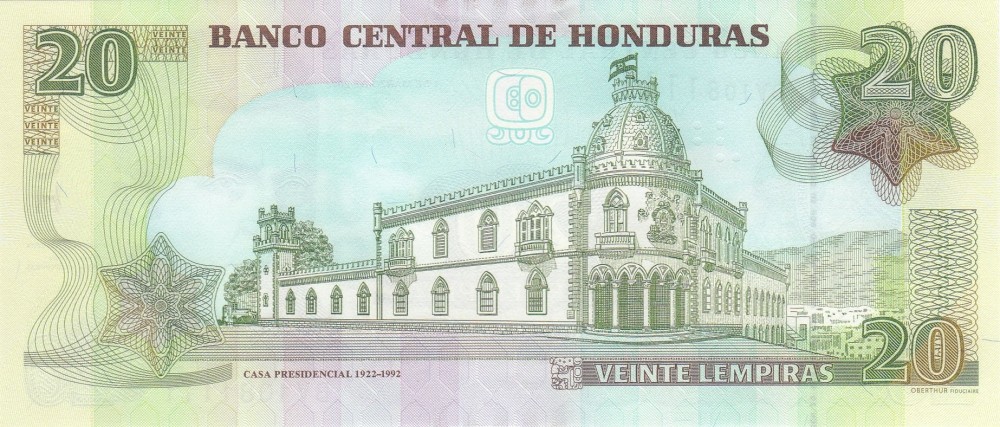 20
BANCO CENTRAL DE HONDURAS
20
VEINTE
VEINTE
VEINTE
VEINTE
CASA PRESIDENCIAL 1922-1992
VEINTE LEMPIRAS
20
OBERTHUR FIDUCIAIRE